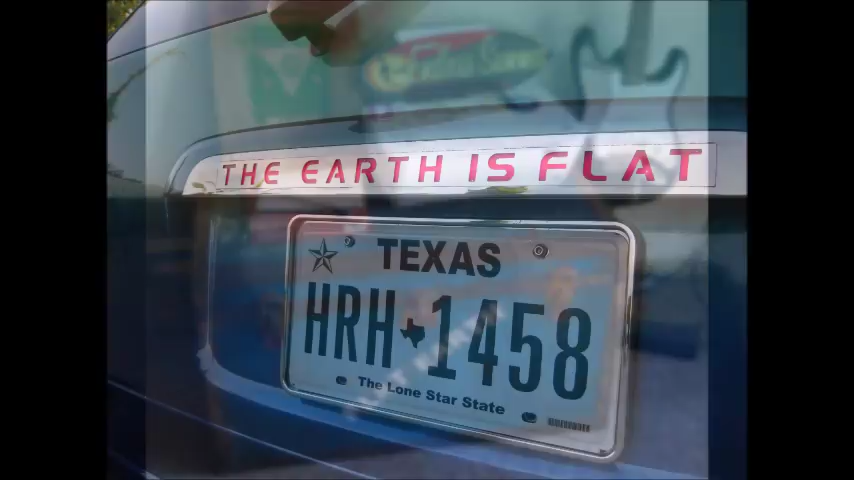 THE EARTH IS FLAT
TEXAS
HRH 1458
The Lone Star State